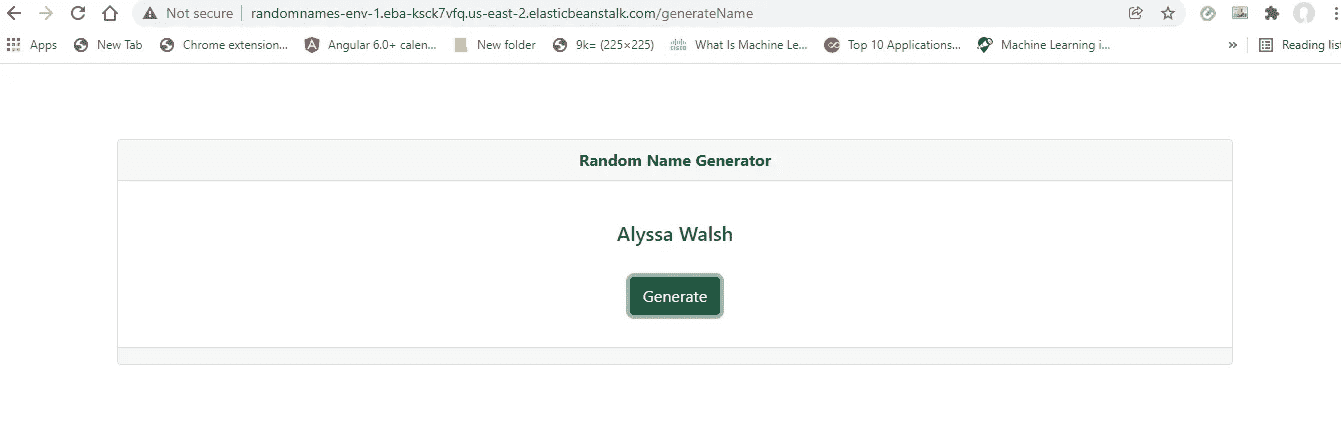 Not secure randomnames-env-1.eba-ksck7vfq.us-east-2.elasticbeanstalk.com/generateName
Apps New Tab Chrome extension... Angular 6.0+ calen... New folder 9k= (225×225) CISCO What Is Machine Le... Top 10 Applications... Machine Learning i... » Reading list
Random Name Generator
Alyssa Walsh
Generate